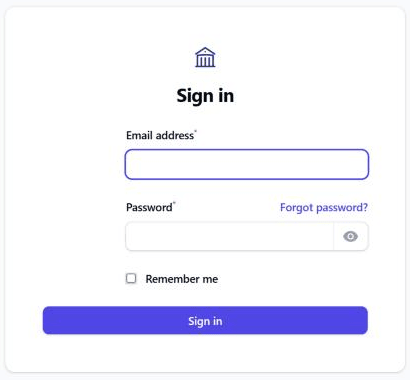 Sign in
Email address*
Password* Forgot password?
Remember me
Sign in